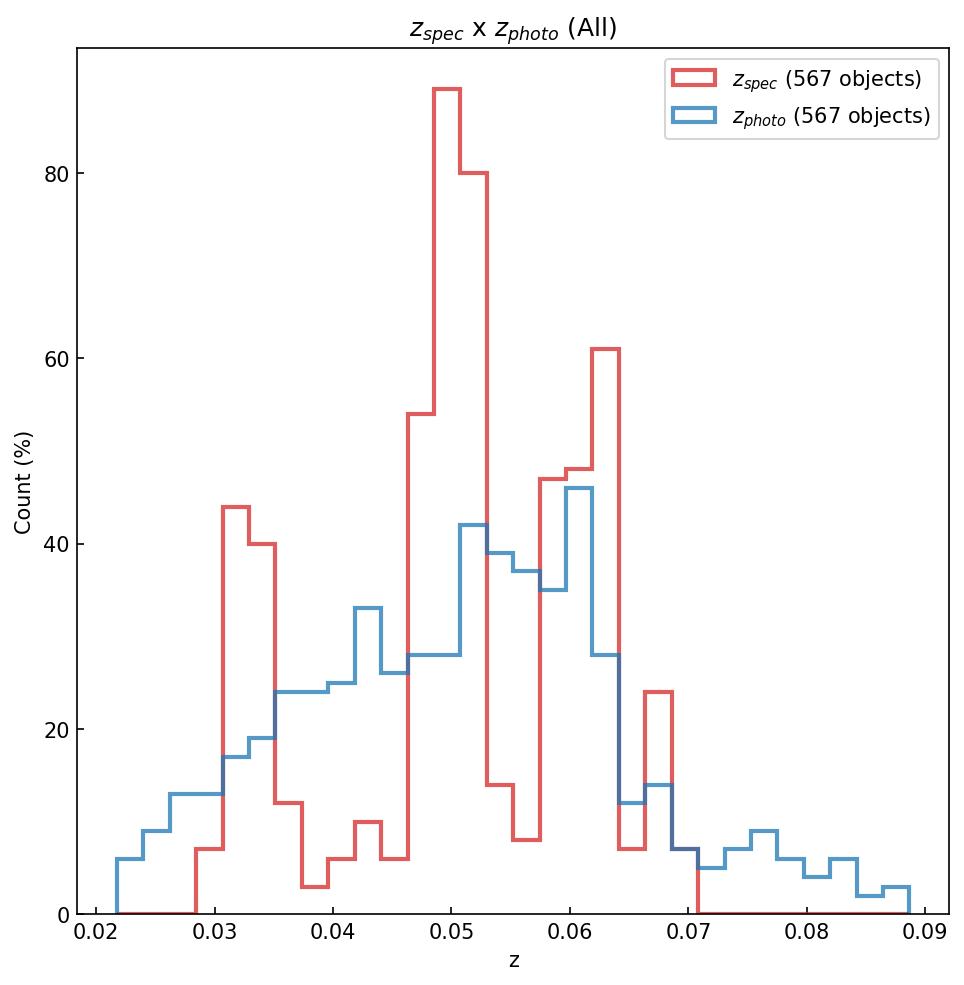 z_spec x z_photo (All)
z_spec (567 objects)
z_photo (567 objects)
Count (%)
80
60
40
20
0
0.02 0.03 0.04 0.05 0.06 0.07 0.08 0.09
z